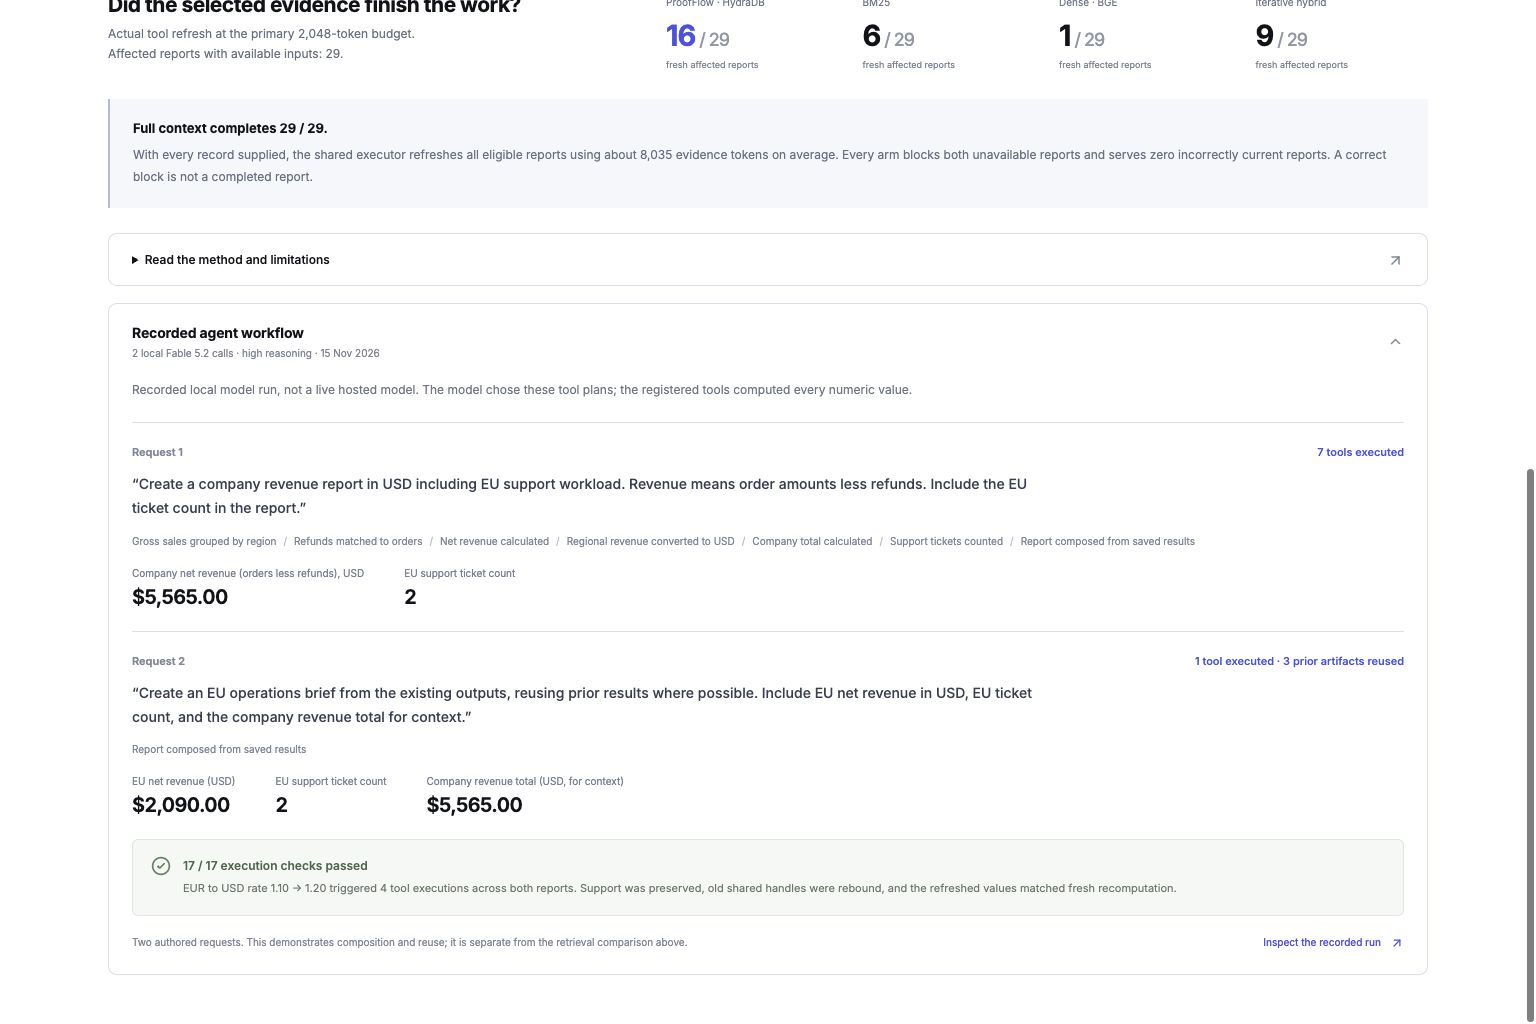 Did the selected evidence finish the work?
Actual tool refresh at the primary 2,048-token budget.
Affected reports with available inputs: 29.
ProofFlow · HydraDB
16 / 29
fresh affected reports
BM25
6 / 29
fresh affected reports
Dense · BGE
1 / 29
fresh affected reports
Iterative hybrid
9 / 29
fresh affected reports
Full context completes 29 / 29.
With every record supplied, the shared executor refreshes all eligible reports using about 8,035 evidence tokens on average. Every arm blocks both unavailable reports and serves zero incorrectly current reports. A correct
block is not a completed report.
Read the method and limitations
Recorded agent workflow
2 local Fable 5.2 calls · high reasoning · 15 Nov 2026
Recorded local model run, not a live hosted model. The model chose these tool plans; the registered tools computed every numeric value.
Request 1
7 tools executed
“Create a company revenue report in USD including EU support workload. Revenue means order amounts less refunds. Include the EU
ticket count in the report.”
Gross sales grouped by region / Refunds matched to orders / Net revenue calculated / Regional revenue converted to USD / Company total calculated / Support tickets counted / Report composed from saved results
Company net revenue (orders less refunds), USD
$5,565.00
EU support ticket count
2
Request 2
1 tool executed · 3 prior artifacts reused
“Create an EU operations brief from the existing outputs, reusing prior results where possible. Include EU net revenue in USD, EU ticket
count, and the company revenue total for context.”
Report composed from saved results
EU net revenue (USD)
$2,090.00
EU support ticket count
2
Company revenue total (USD, for context)
$5,565.00
17 / 17 execution checks passed
EUR to USD rate 1.10 → 1.20 triggered 4 tool executions across both reports. Support was preserved, old shared handles were rebound, and the refreshed values matched fresh recomputation.
Two authored requests. This demonstrates composition and reuse; it is separate from the retrieval comparison above.
Inspect the recorded run